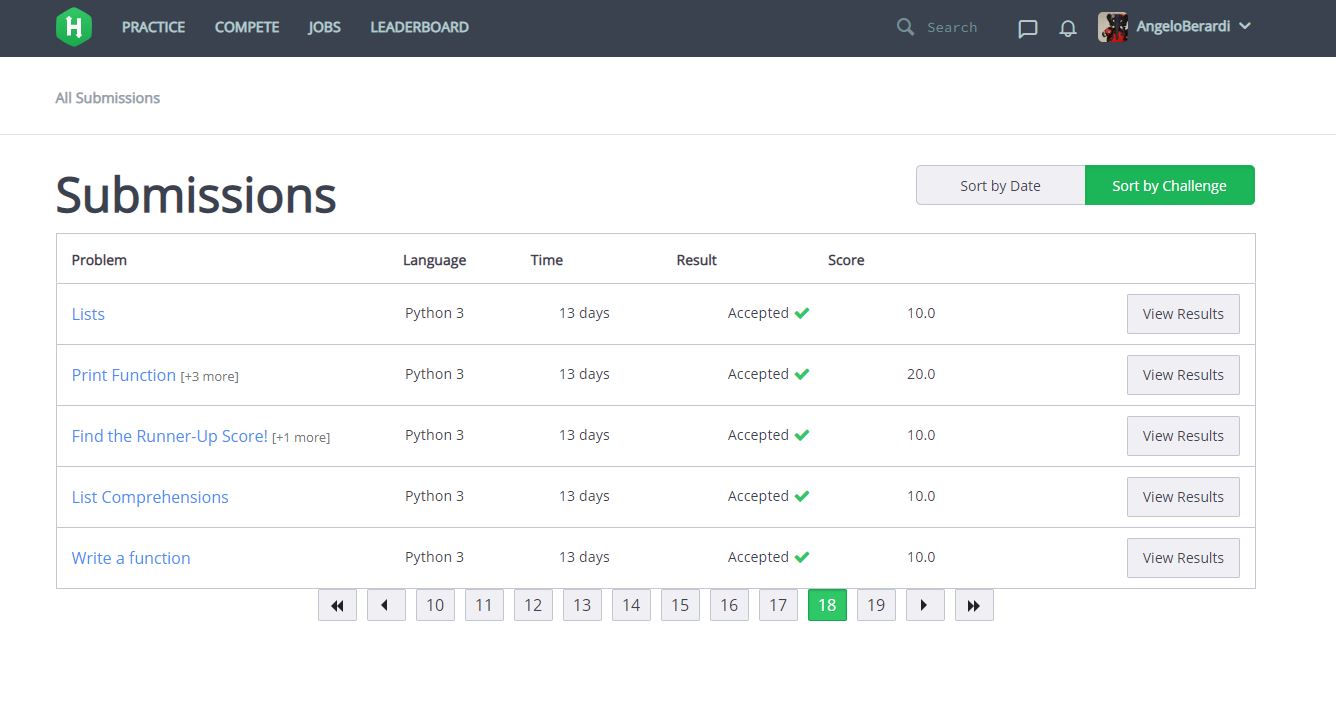 H PRACTICE COMPETE JOBS LEADERBOARD Search AngeloBerardi
All Submissions
Submissions Sort by Date Sort by Challenge
Problem Language Time Result Score
Lists Python 3 13 days Accepted 10.0 View Results
Print Function [+3 more] Python 3 13 days Accepted 20.0 View Results
Find the Runner-Up Score! [+1 more] Python 3 13 days Accepted 10.0 View Results
List Comprehensions Python 3 13 days Accepted 10.0 View Results
Write a function Python 3 13 days Accepted 10.0 View Results
10 11 12 13 14 15 16 17 18 19